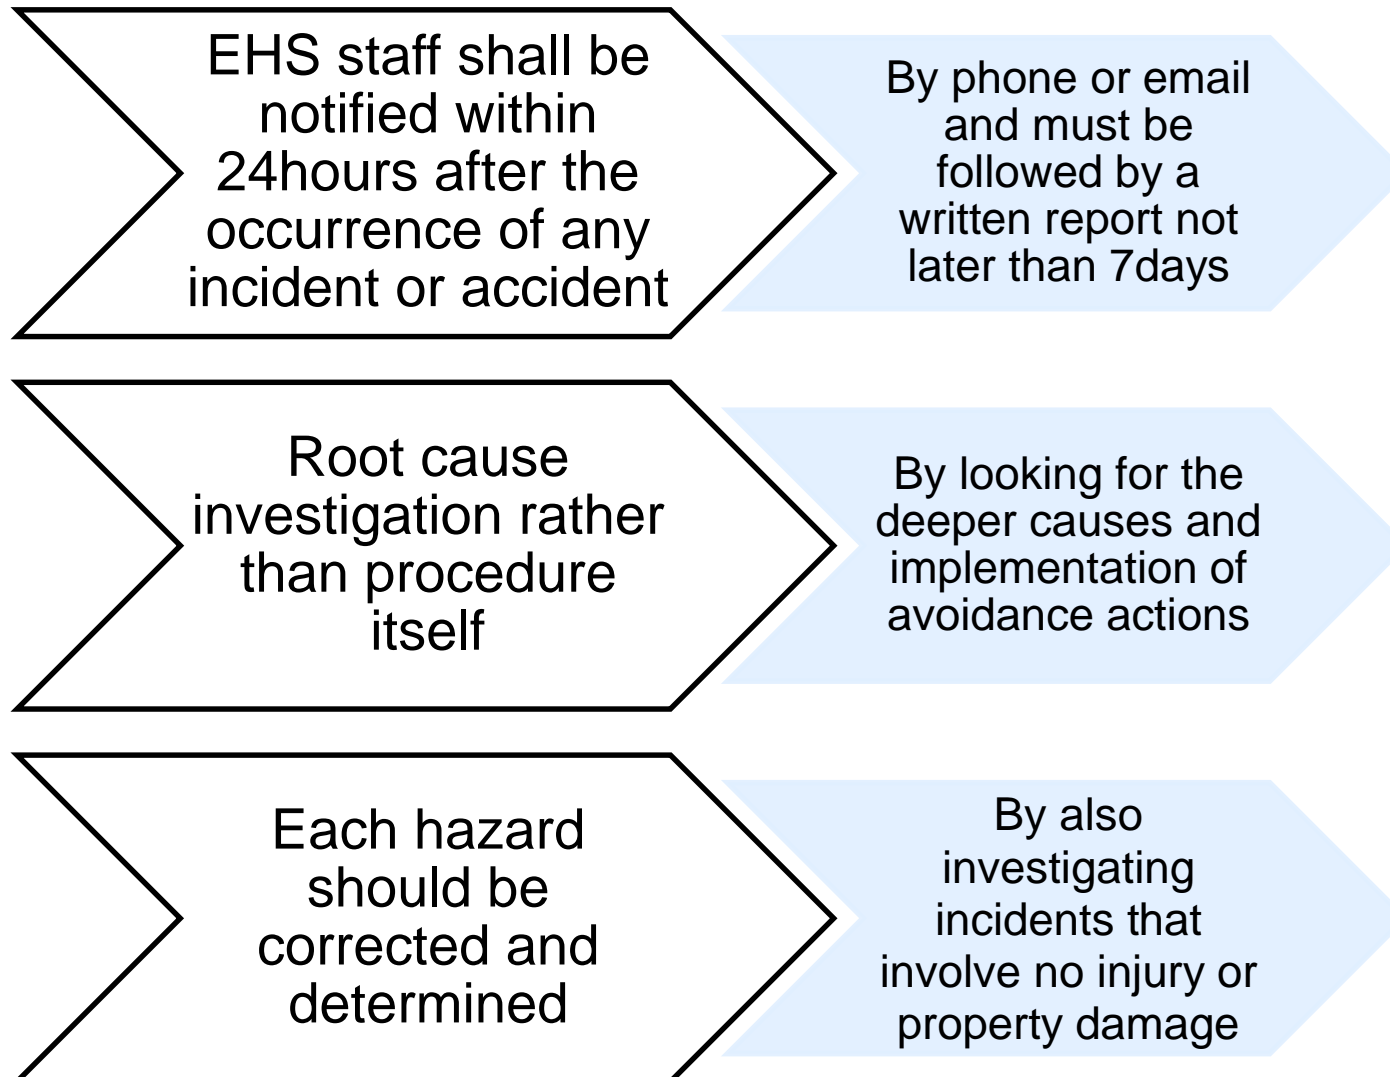 EHS staff shall be
notified within
24hours after the
occurrence of any
incident or accident
By phone or email
and must be
followed by a
written report not
later than 7days
Root cause
investigation rather
than procedure
itself
By looking for the
deeper causes and
implementation of
avoidance actions
Each hazard
should be
corrected and
determined
By also
investigating
incidents that
involve no injury or
property damage